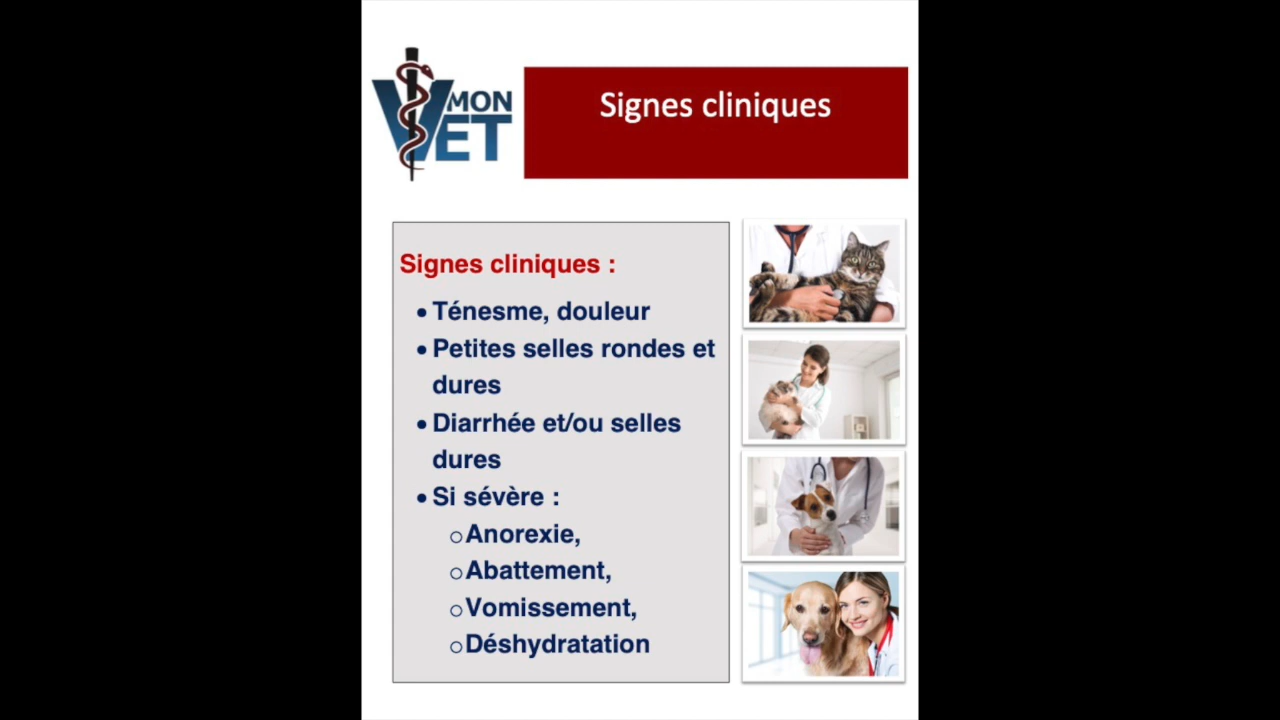 MON
VET
Signes cliniques
Signes cliniques :
• Ténesme, douleur
• Petites selles rondes et
dures
• Diarrhée et/ou selles
dures
• Si sévère :
o Anorexie,
o Abattement,
o Vomissement,
o Déshydratation